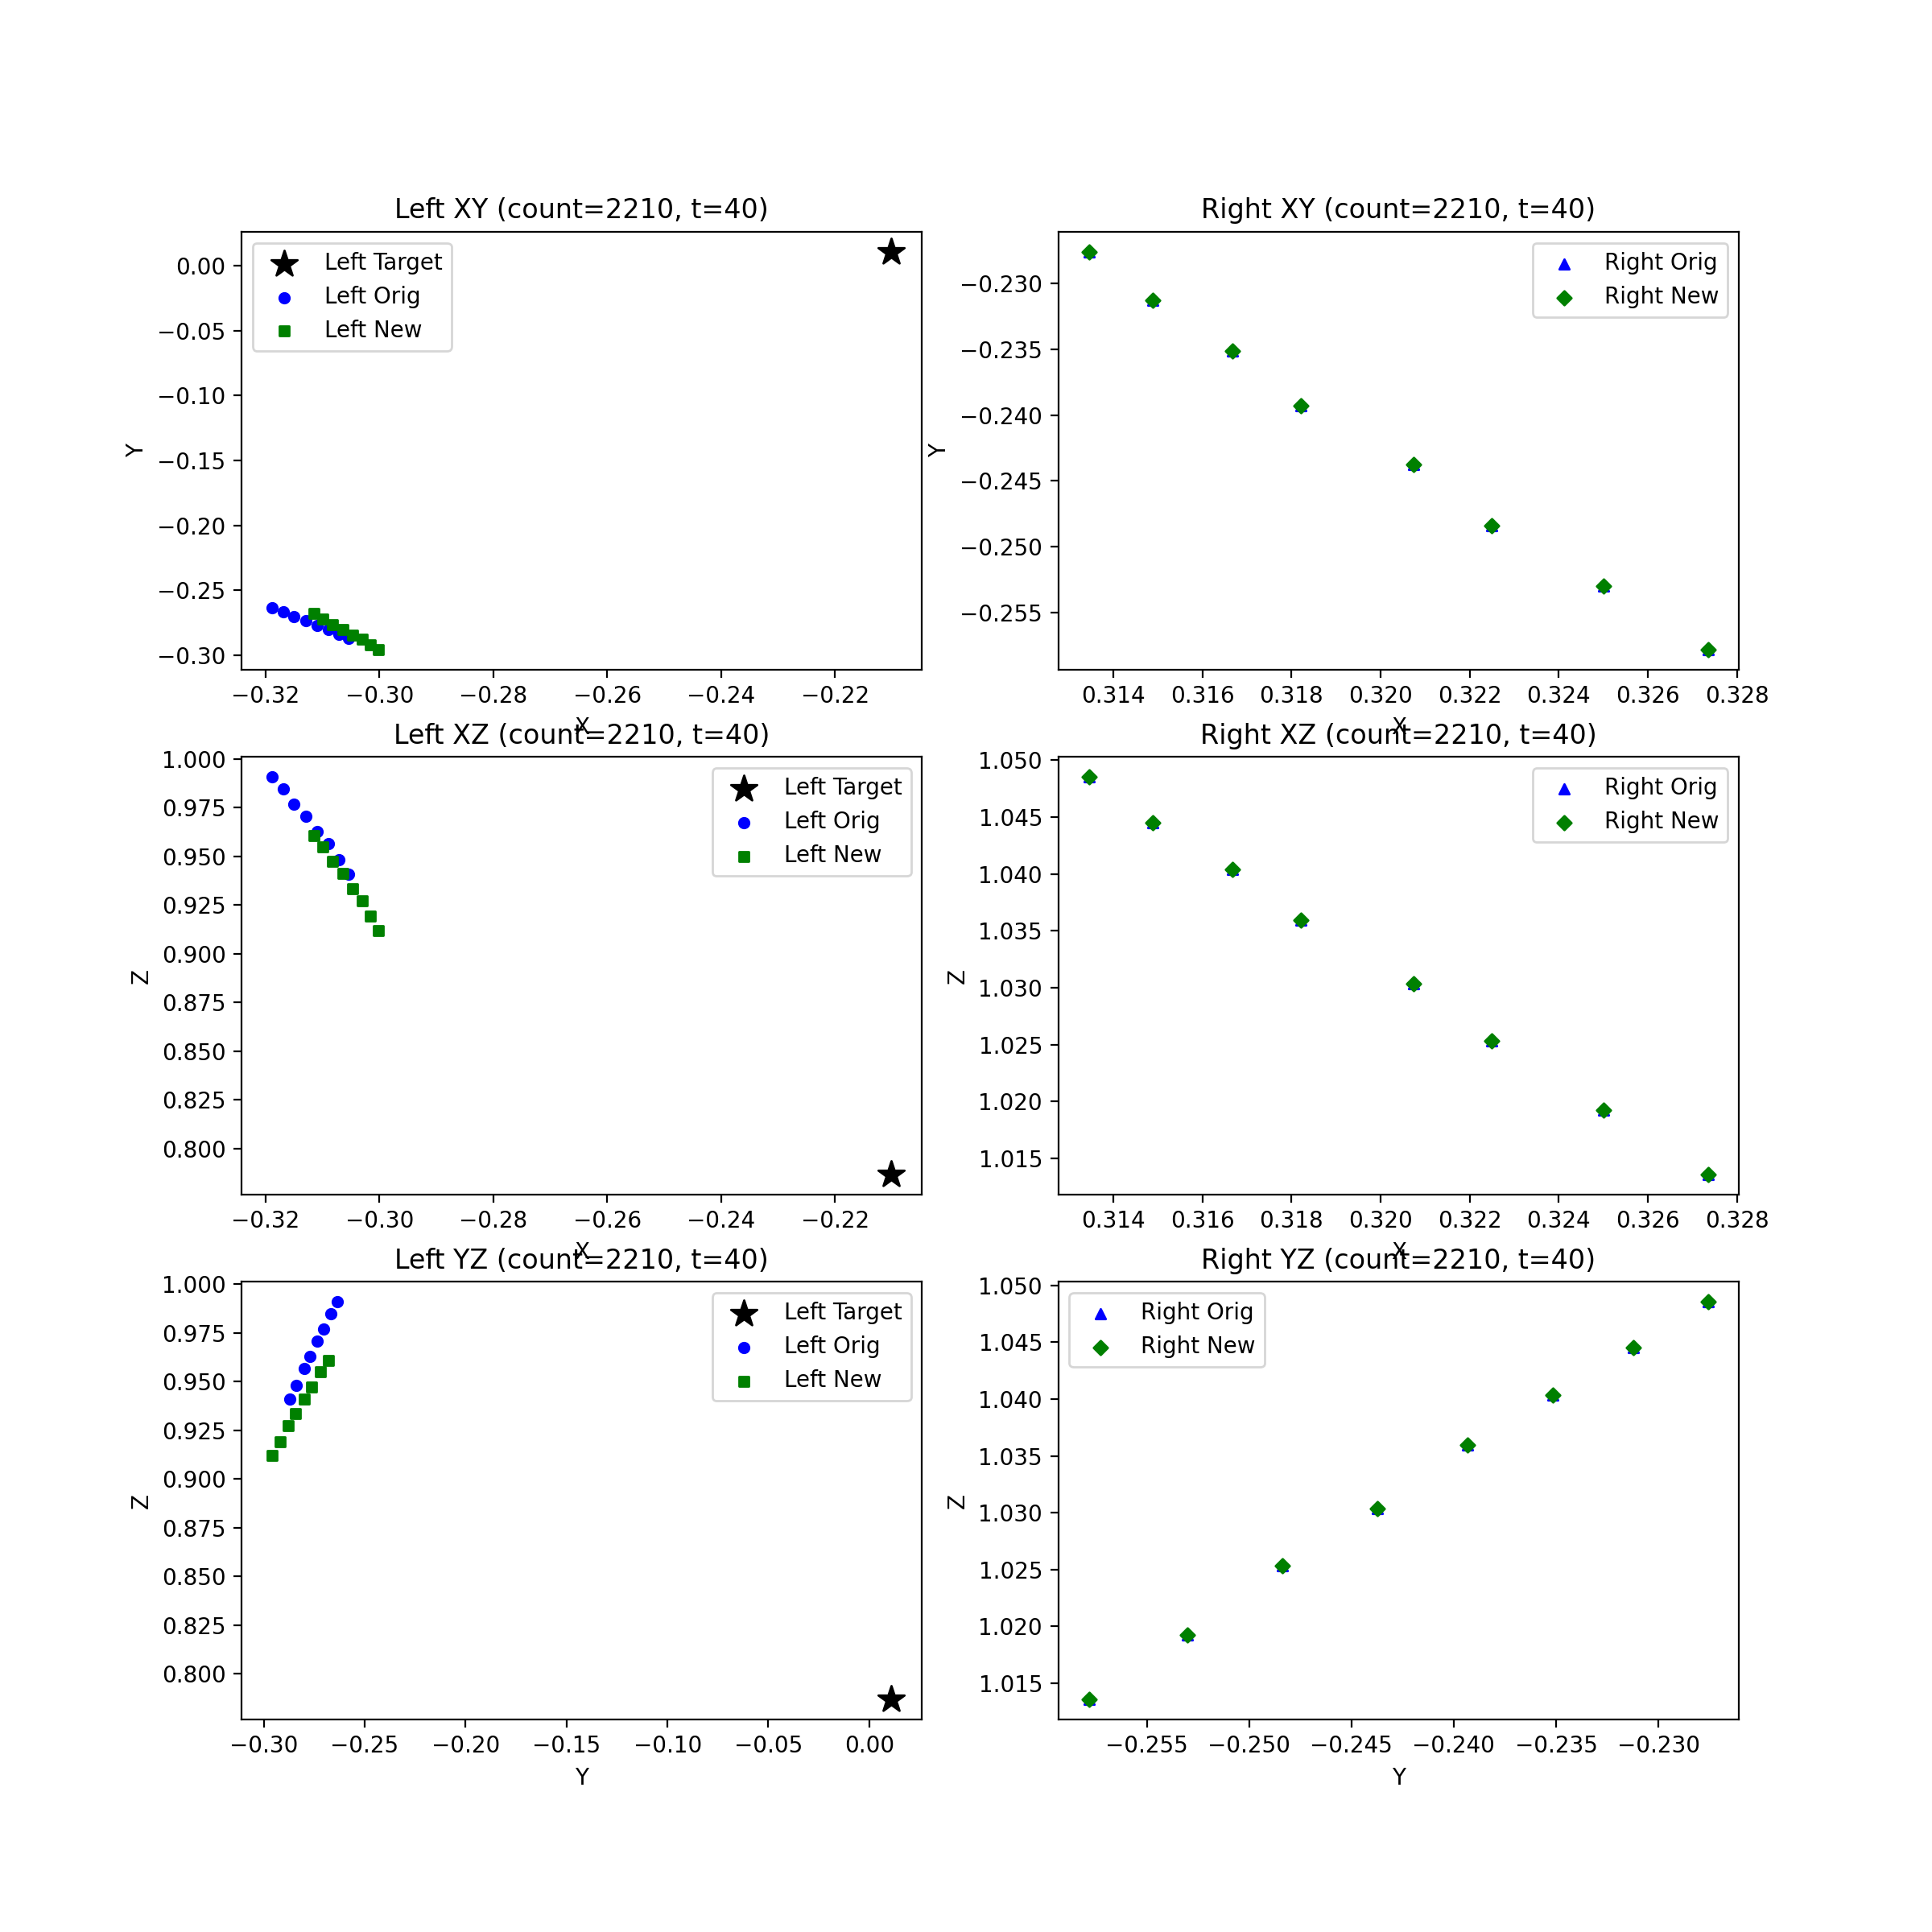 Left XY (count=2210, t=40)
Left Target
Left Orig
Left New
0.00
−0.05
−0.10
−0.15
−0.20
−0.25
−0.30
Y
−0.32
−0.30
−0.28
−0.26
−0.24
−0.22
X
Right XY (count=2210, t=40)
Right Orig
Right New
−0.230
−0.235
−0.240
−0.245
−0.250
−0.255
Y
0.314
0.316
0.318
0.320
0.322
0.324
0.326
0.328
X
Left XZ (count=2210, t=40)
Left Target
Left Orig
Left New
1.000
0.975
0.950
0.925
0.900
0.875
0.850
0.825
0.800
Z
−0.32
−0.30
−0.28
−0.26
−0.24
−0.22
X
Right XZ (count=2210, t=40)
Right Orig
Right New
1.050
1.045
1.040
1.035
1.030
1.025
1.020
1.015
Z
0.314
0.316
0.318
0.320
0.322
0.324
0.326
0.328
X
Left YZ (count=2210, t=40)
Left Target
Left Orig
Left New
1.000
0.975
0.950
0.925
0.900
0.875
0.850
0.825
0.800
Z
−0.30
−0.25
−0.20
−0.15
−0.10
−0.05
0.00
Y
Right YZ (count=2210, t=40)
Right Orig
Right New
1.050
1.045
1.040
1.035
1.030
1.025
1.020
1.015
Z
−0.255
−0.250
−0.245
−0.240
−0.235
−0.230
Y